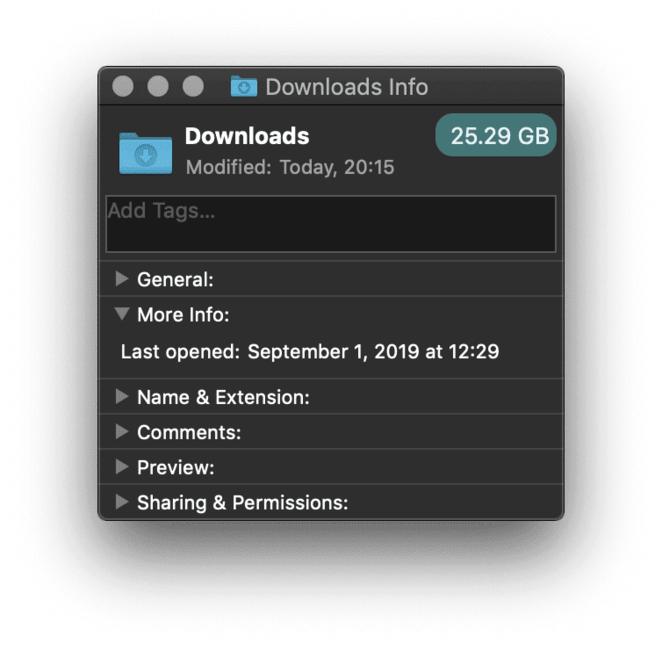 Downloads Info
Downloads 25.29 GB
Modified: Today, 20:15
Add Tags...
General:
More Info:
Last opened: September 1, 2019 at 12:29
Name & Extension:
Comments:
Preview:
Sharing & Permissions: